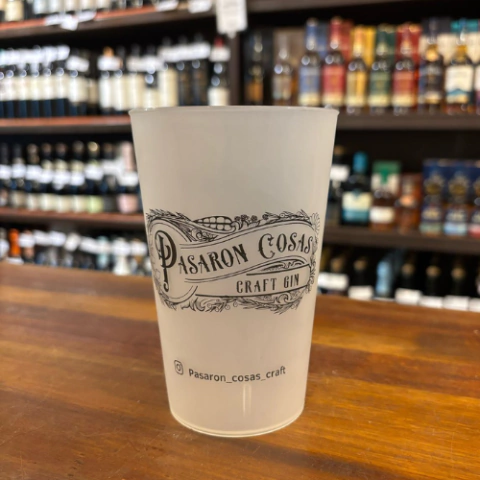 Pasaron Cosas
CRAFT GIN
Pasaron_cosas_craft